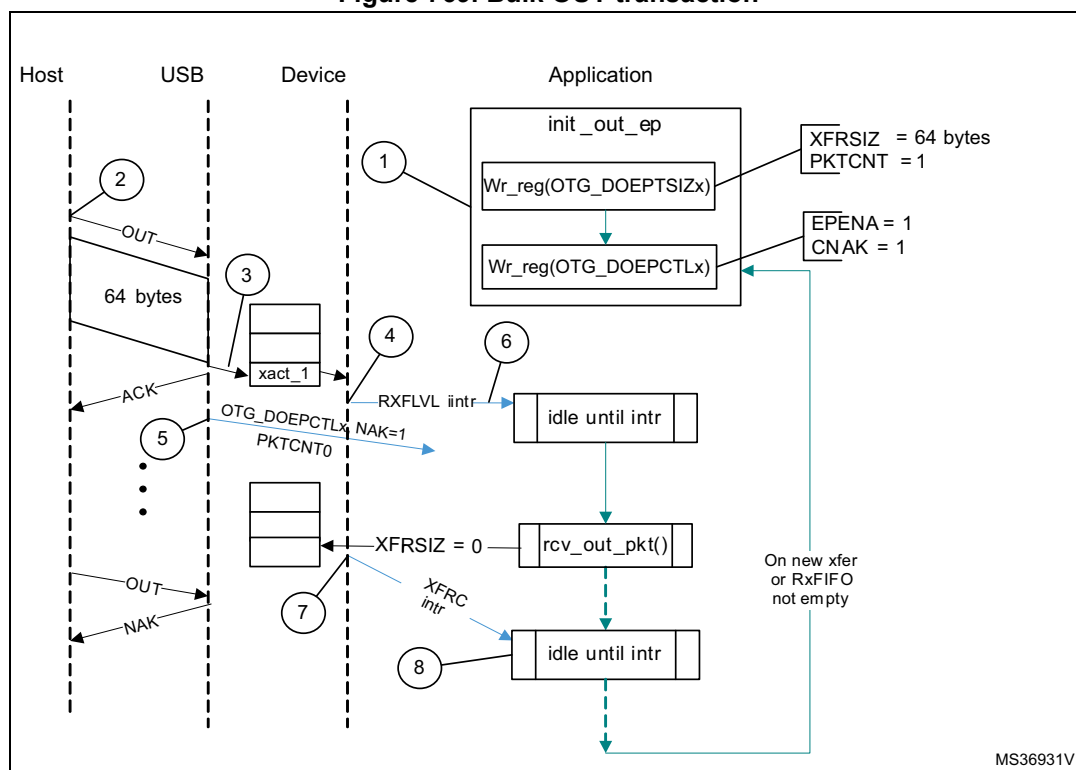 Host USB Device Application
init_out_ep
XFRSIZ = 64 bytes
PKTCNT = 1
1
Wr_reg(OTG_DOEPTSIZx)
2
OUT
EPENA = 1
CNAK = 1
Wr_reg(OTG_DOEPCTLx)
3
64 bytes
4
6
xact_1
ACK
RXFLVL iintr
idle until intr
OTG_DOEPCTLx, NAK=1
PKTCNT0
5
XFRSIZ = 0
rcv_out_pkt()
On new xfer
or RxFIFO
not empty
OUT
XFRC
intr
7
NAK
idle until intr
8
MS36931V